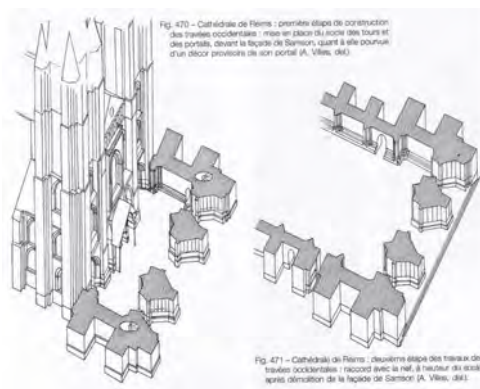 Fig. 470 – Cathédrale de Reims : première étape de construction
des travées occidentales : mise en place du socle des tours et
des portails, devant la façade de Samson, quant à elle pourvue
d'un décor provisoire de son portail (A. Villes, del.)
Fig. 471 – Cathédrale de Reims : deuxième étape des travaux des
travées occidentales : raccord avec la nef, à hauteur du socle
après démolition de la façade de Samson (A. Villes, del.)